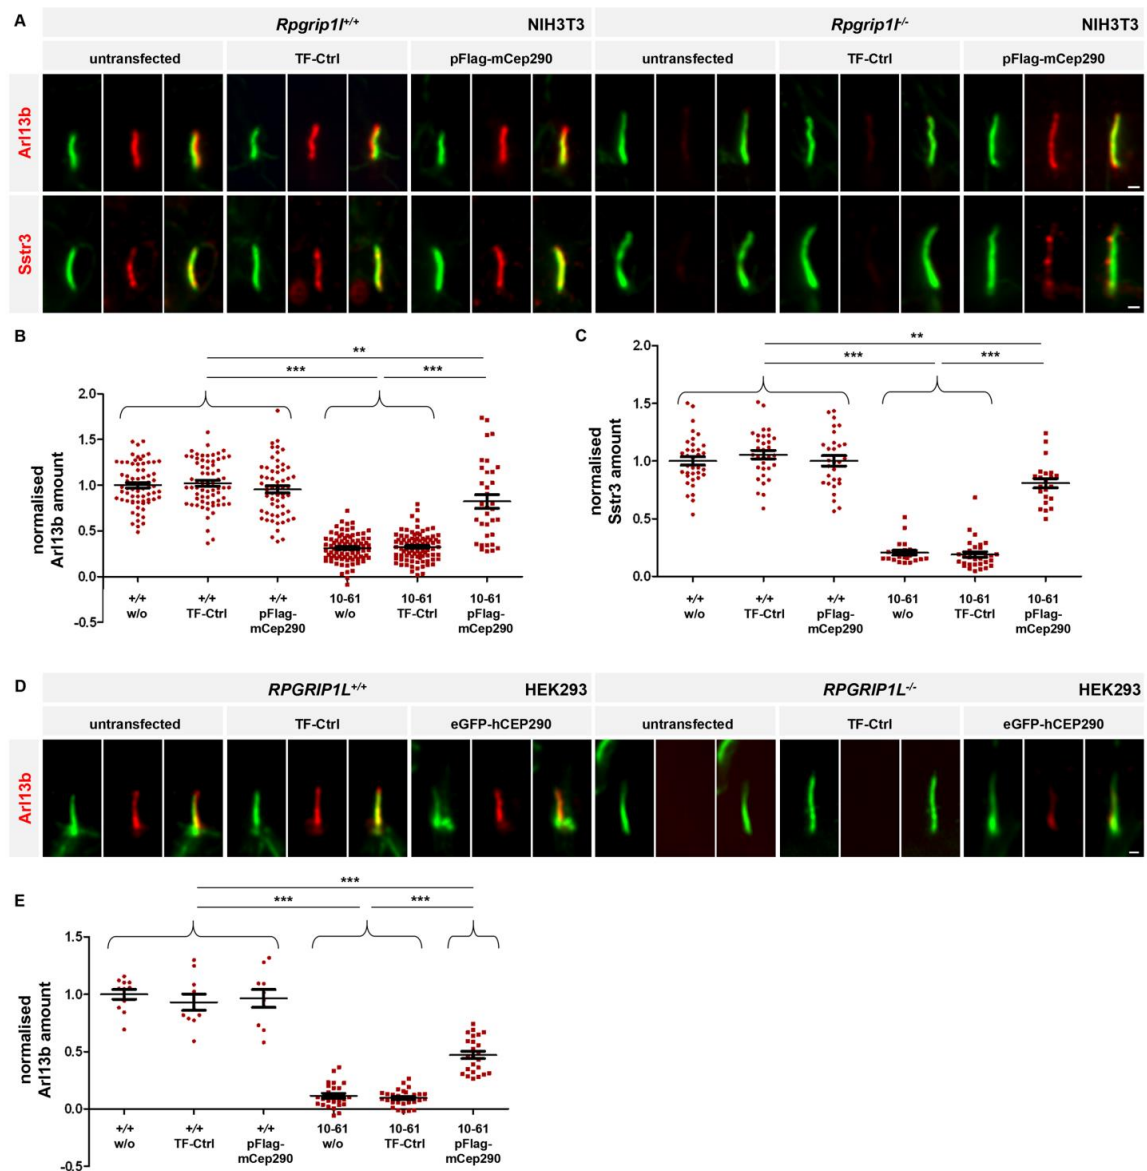 A
Rpgrip1l+/+ NIH3T3 Rpgrip1l-/- NIH3T3
untransfected TF-Ctrl pFlag-mCep290 untransfected TF-Ctrl pFlag-mCep290
Arl13b
Sstr3
B
** 
*** ***
normalised
Arl13b amount
2.0
1.5
1.0
0.5
0.0
-0.5
+/+ +/+ +/+ 10-61 10-61 10-61
w/o TF-Ctrl pFlag- w/o TF-Ctrl pFlag-
mCep290 mCep290
C
**
*** ***
normalised
Sstr3 amount
2.0
1.5
1.0
0.5
0.0
+/+ +/+ +/+ 10-61 10-61 10-61
w/o TF-Ctrl pFlag- w/o TF-Ctrl pFlag-
mCep290 mCep290
D
RPGRIP1L+/+ HEK293 RPGRIP1L-/- HEK293
untransfected TF-Ctrl eGFP-hCEP290 untransfected TF-Ctrl eGFP-hCEP290
Arl13b
E
***
*** ***
normalised
Arl13b amount
1.5
1.0
0.5
0.0
-0.5
+/+ +/+ +/+ 10-61 10-61 10-61
w/o TF-Ctrl pFlag- w/o TF-Ctrl pFlag-
mCep290 mCep290